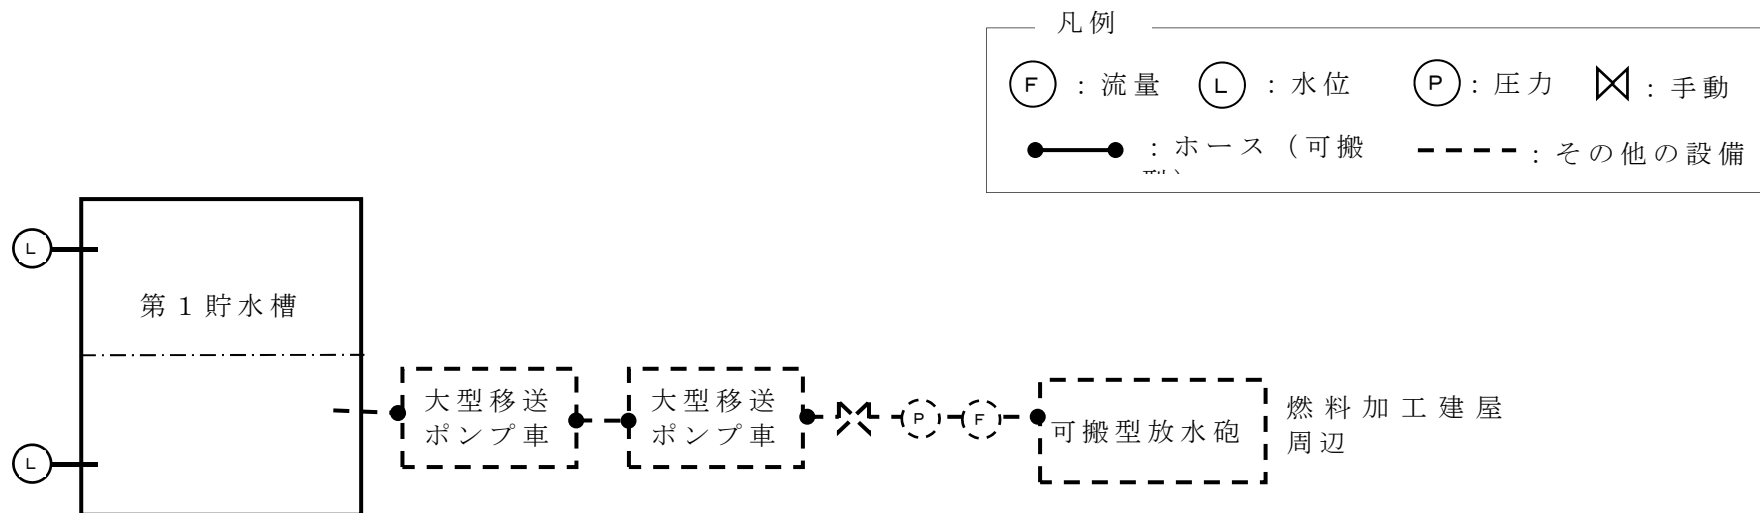 凡例
F : 流量 L : 水位 P : 圧力 : 手動
: ホース（可搬型） : その他の設備
L
第１貯水槽
大型移送
ポンプ車
大型移送
ポンプ車
P
F
可搬型放水砲
燃料加工建屋
周辺
L